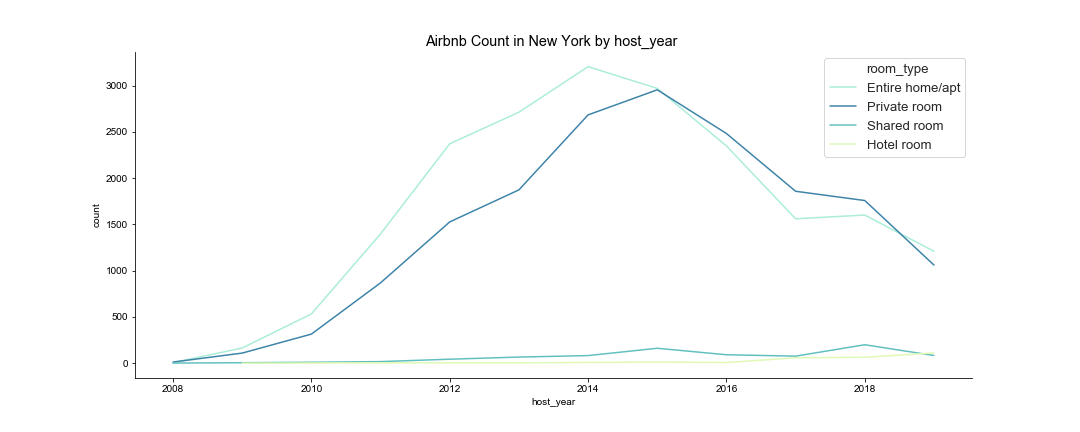 Airbnb Count in New York by host_year
room_type
Entire home/apt
Private room
Shared room
Hotel room
count
3000
2500
2000
1500
1000
500
0
2008 2010 2012 2014 2016 2018
host_year